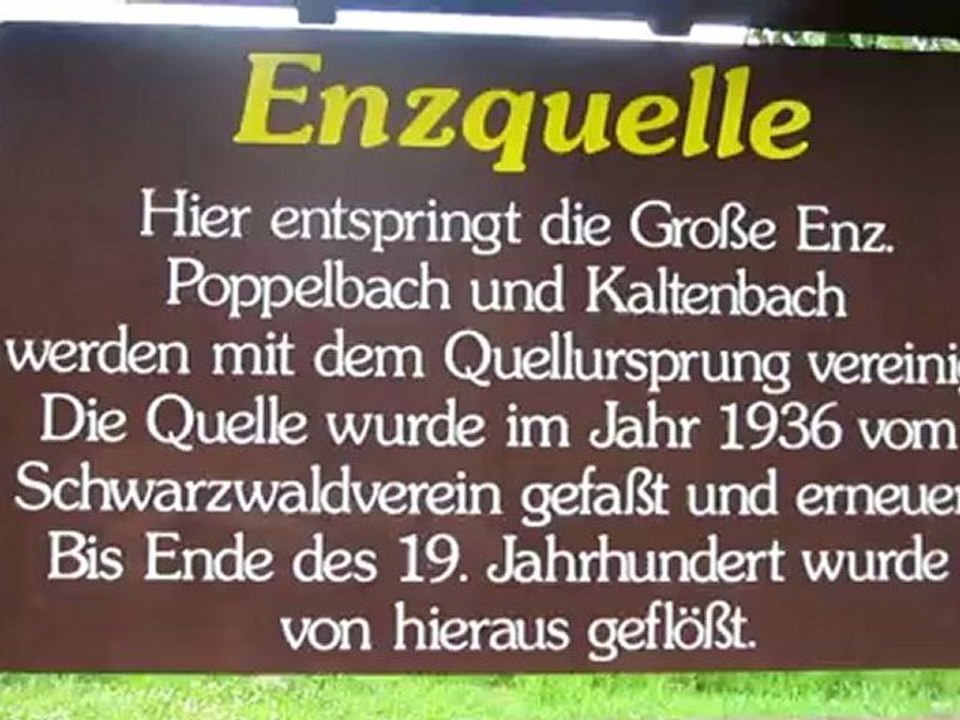 Enzquelle
Hier entspringt die Große Enz.
Poppelbach und Kaltenbach
werden mit dem Quellursprung vereinig
Die Quelle wurde im Jahr 1936 vom
Schwarzwaldverein gefaßt und erneuer
Bis Ende des 19. Jahrhundert wurde
von hieraus geflößt.